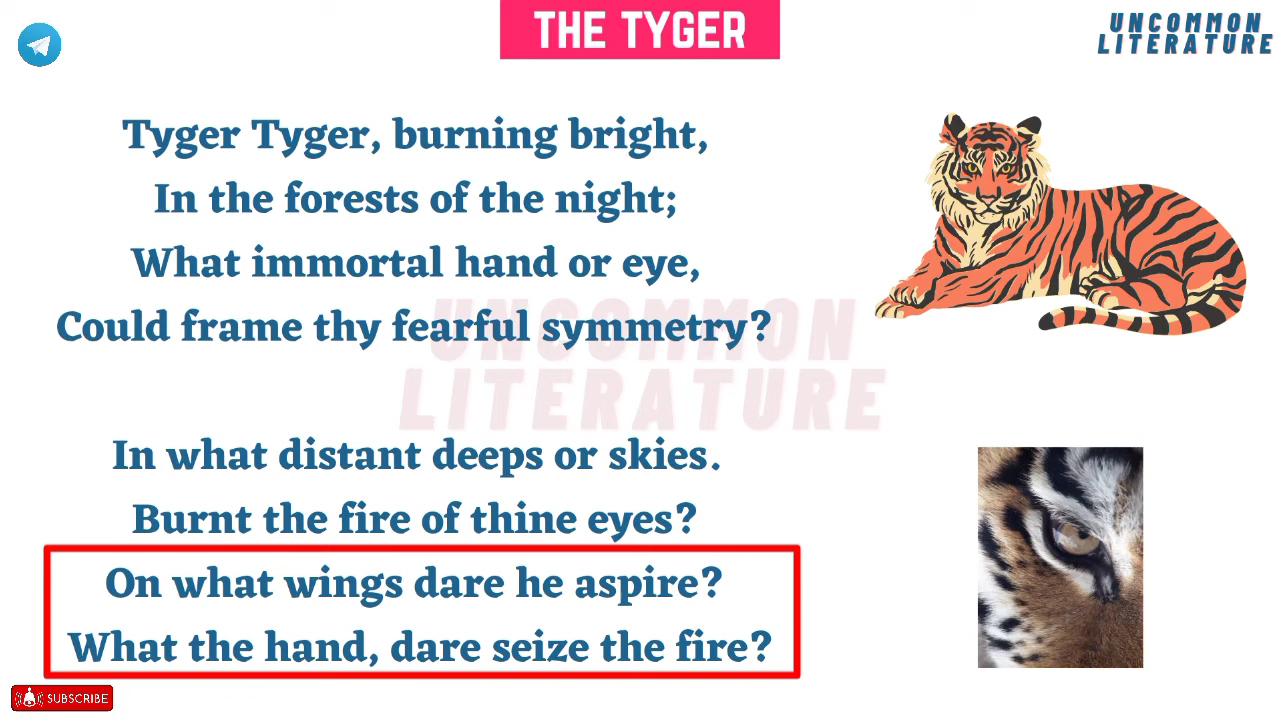 THE TYGER
UNCOMMON
LITERATURE
Tyger Tyger, burning bright,
In the forests of the night;
What immortal hand or eye,
Could frame thy fearful symmetry?
UNCOMMON
LITERATURE
In what distant deeps or skies.
Burnt the fire of thine eyes?
On what wings dare he aspire?
What the hand, dare seize the fire?
SUBSCRIBE